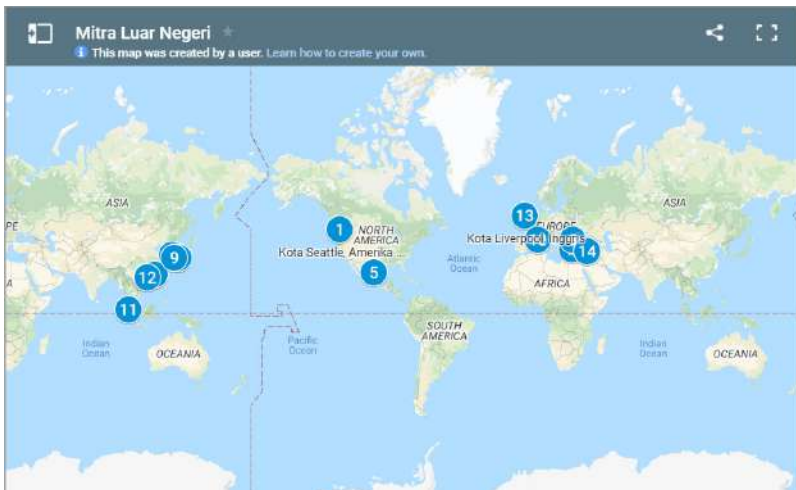 Mitra Luar Negeri
This map was created by a user. Learn how to create your own.
ASIA
ASIA
PE
13
1
NORTH
AMERICA
EUROPE
Kota Liverpool, Inggris
14
Kota Seattle, Amerika ...
9
12
5
Atlantic
Ocean
A
AFRICA
11
SOUTH
AMERICA
Indian
Ocean
Pacific
Ocean
Indian
Ocean
OCEANIA
OCEANIA